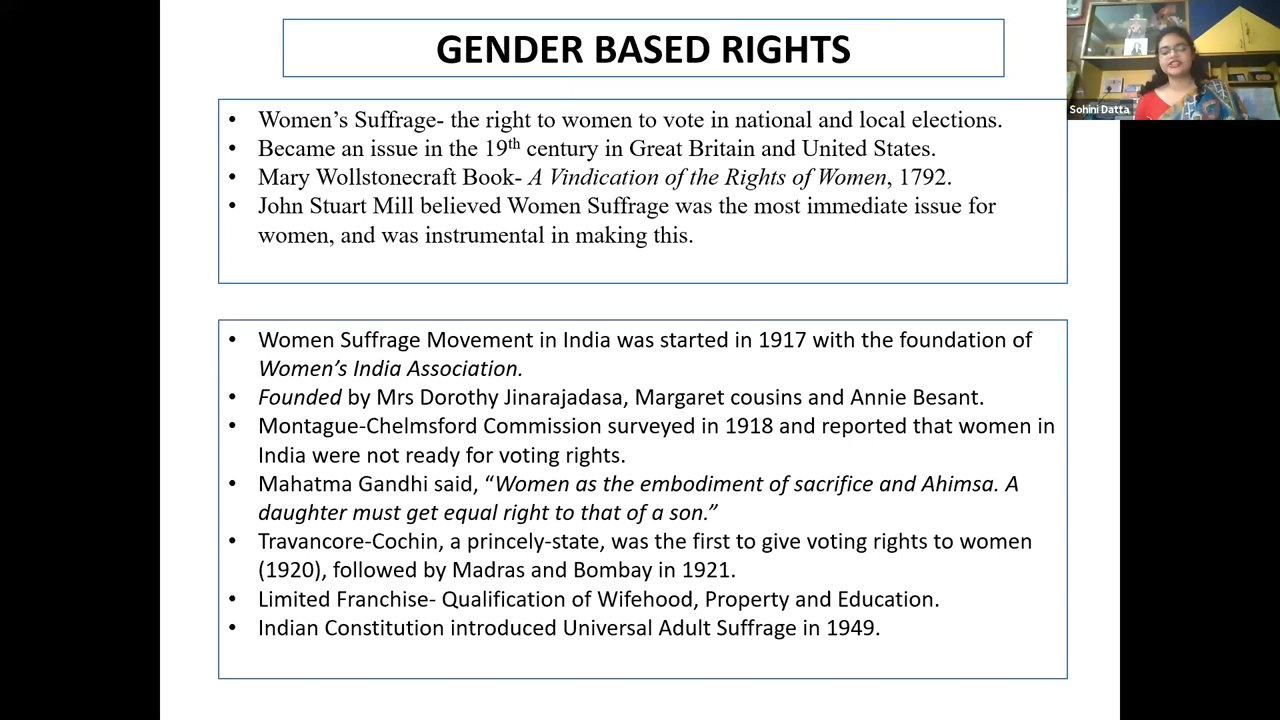 GENDER BASED RIGHTS
Sohini Datta
• Women’s Suffrage- the right to women to vote in national and local elections.
• Became an issue in the 19th century in Great Britain and United States.
• Mary Wollstonecraft Book- A Vindication of the Rights of Women, 1792.
• John Stuart Mill believed Women Suffrage was the most immediate issue for
women, and was instrumental in making this.
• Women Suffrage Movement in India was started in 1917 with the foundation of
Women’s India Association.
• Founded by Mrs Dorothy Jinarajadasa, Margaret cousins and Annie Besant.
• Montague-Chelmsford Commission surveyed in 1918 and reported that women in
India were not ready for voting rights.
• Mahatma Gandhi said, “Women as the embodiment of sacrifice and Ahimsa. A
daughter must get equal right to that of a son.”
• Travancore-Cochin, a princely-state, was the first to give voting rights to women
(1920), followed by Madras and Bombay in 1921.
• Limited Franchise- Qualification of Wifehood, Property and Education.
• Indian Constitution introduced Universal Adult Suffrage in 1949.